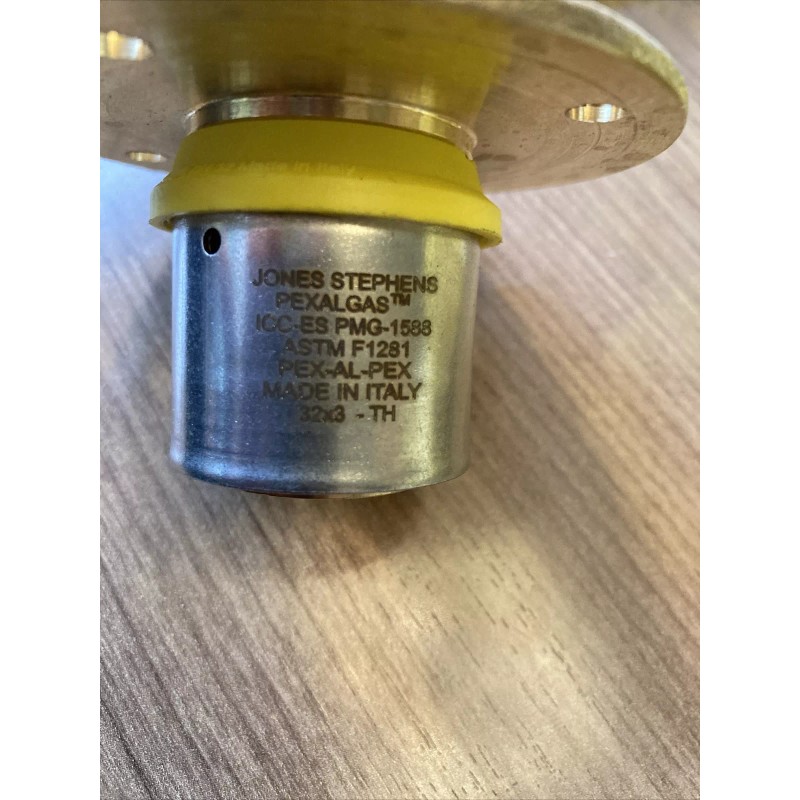 JONES STEPHENS
PEXALGAS™
ICC-ES PMG-1588
ASTM F1281
PEX-AL-PEX
MADE IN ITALY
32x3 - TH